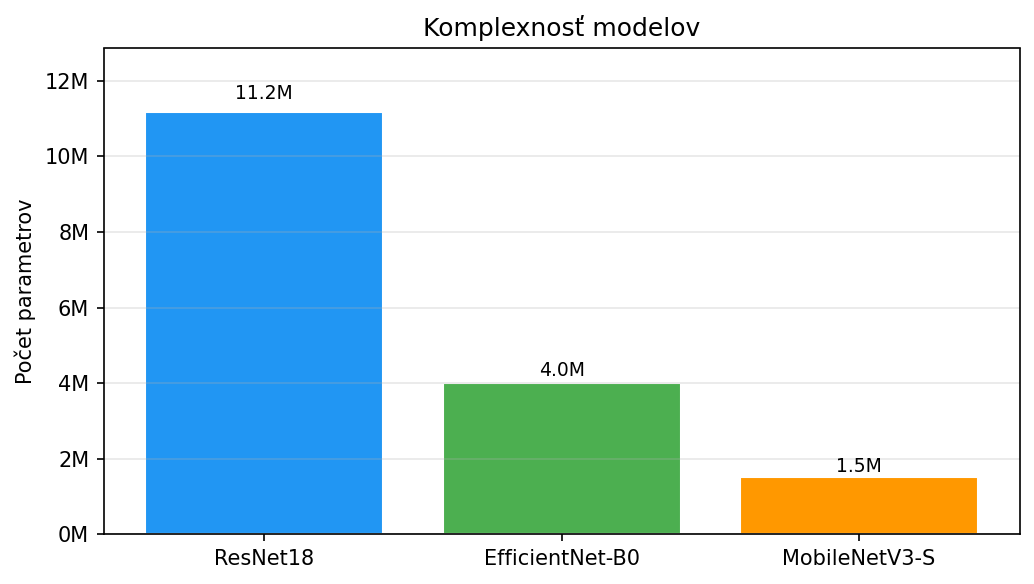 Komplexnosť modelov
Počet parametrov
12M
10M
8M
6M
4M
2M
0M
11.2M
4.0M
1.5M
ResNet18
EfficientNet-B0
MobileNetV3-S